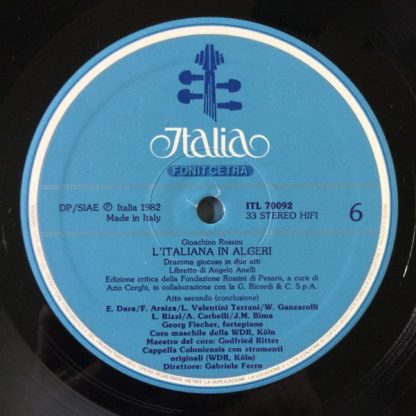 Italia
FONIT CETRA
DP/SIAE Ⓟ Italia 1982
Made in Italy
ITL 70092
33 STEREO HIFI
6
Gioachino Rossini
L'ITALIANA IN ALGERI
Dramma giocoso in due atti
Libretto di Angelo Anelli
Edizione critica della Fondazione Rossini di Pesaro, a cura di
Azio Corghi, in collaborazione con la G. Ricordi & C. S.p.A.
Atto secondo (conclusione)
E. Dara/F. Araiza/L. Valentini Terrani/W. Ganzarolli
L. Rizzi/A. Corbelli/J.M. Bima
Georg Fischer, fortepiano
Coro maschile della WDR, Köln
Maestro del coro: Godfried Ritter
Cappella Coloniensis con strumenti
originali (WDR, Köln)
Direttore: Gabriele Ferro